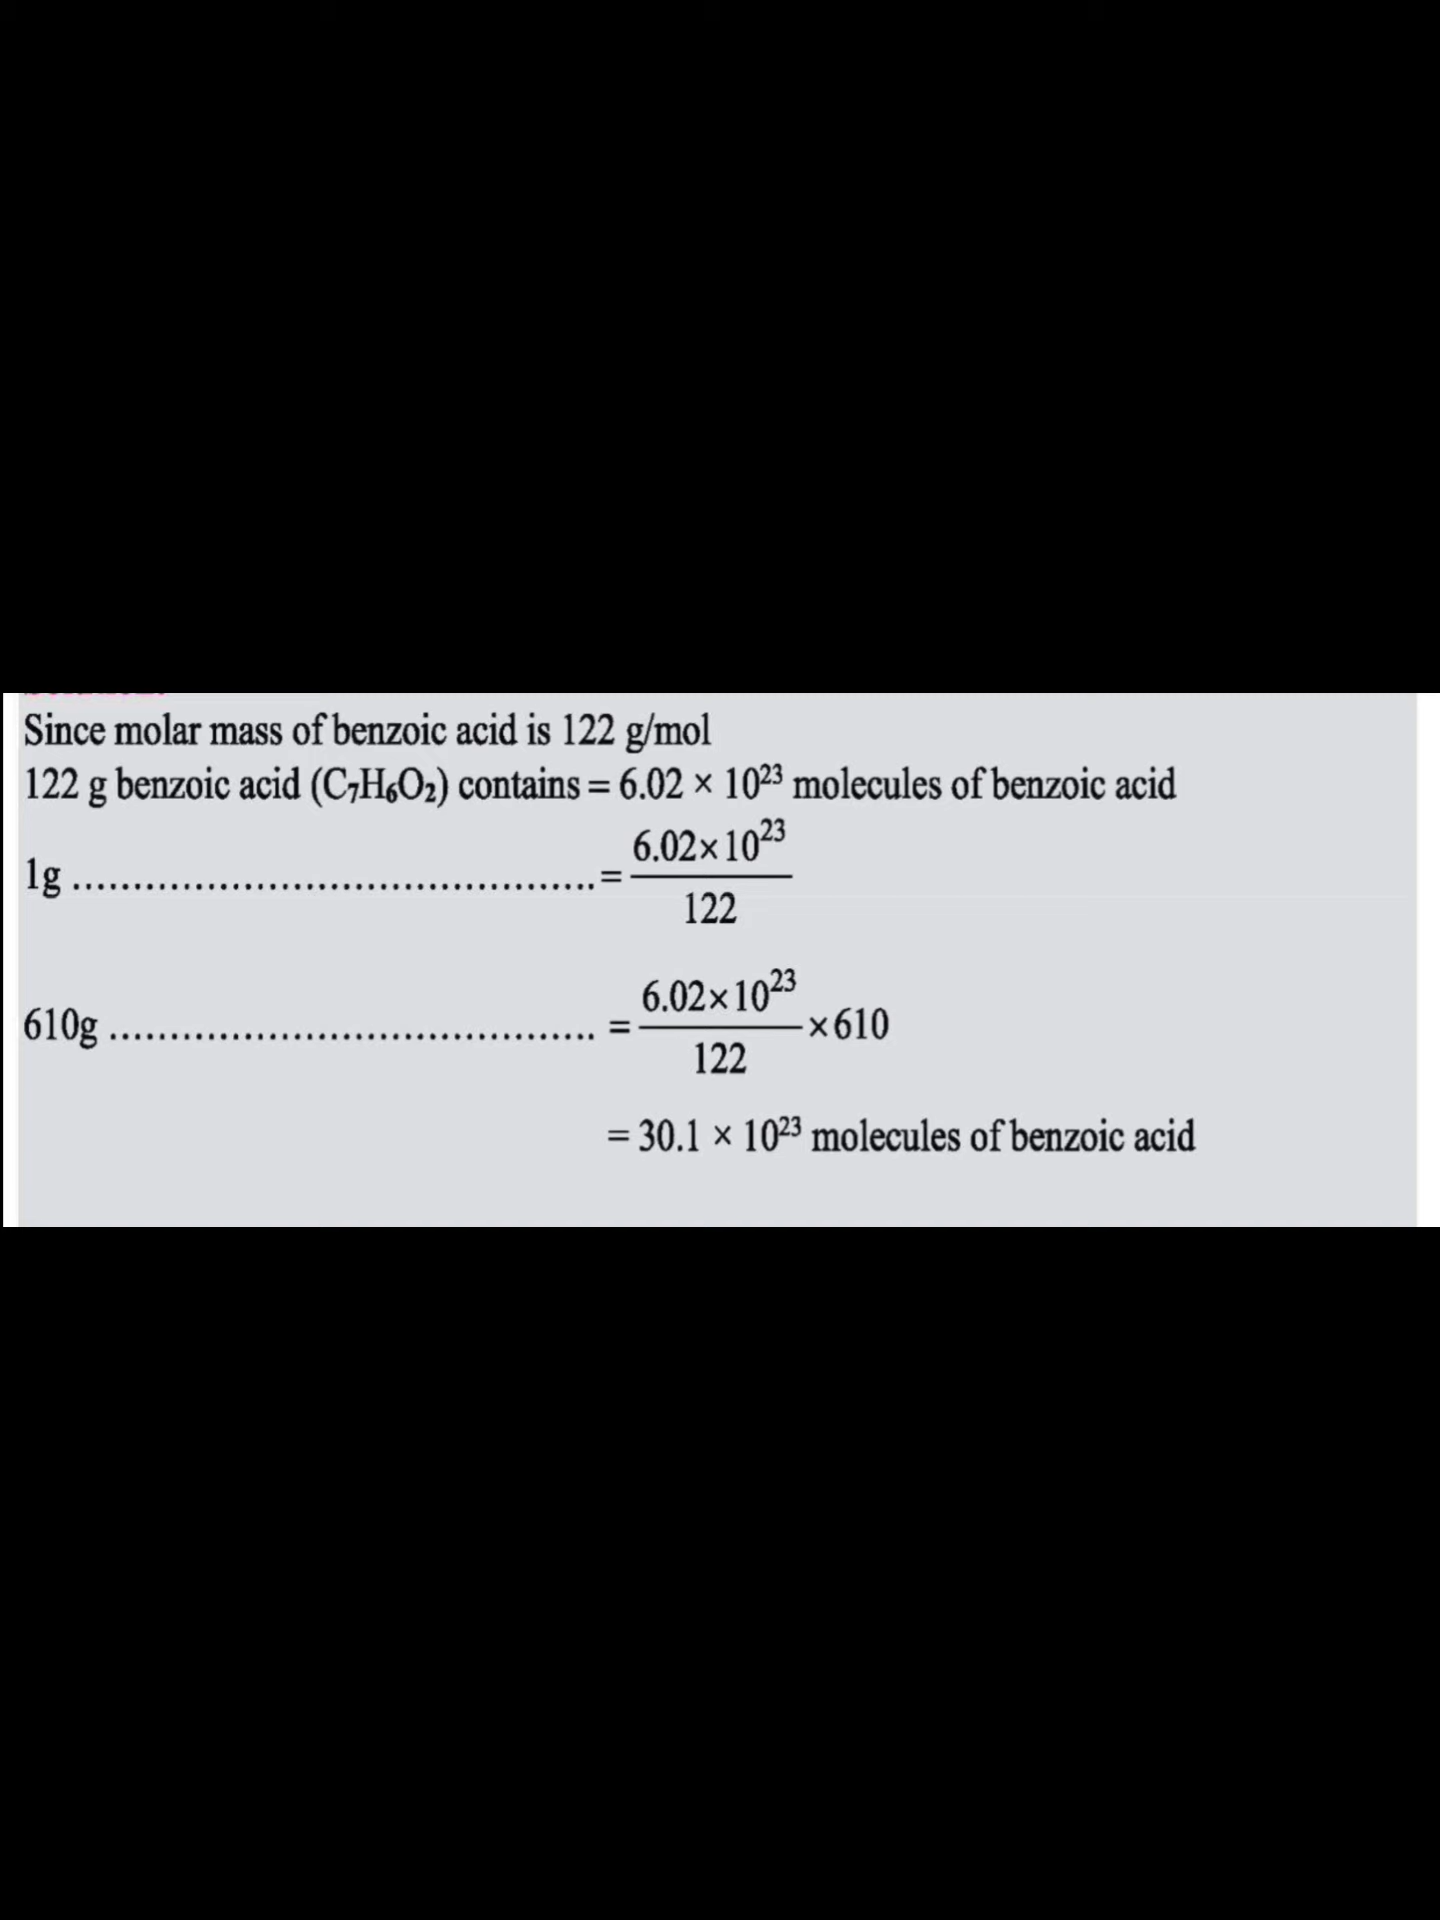 Since molar mass of benzoic acid is 122 g/mol
122 g benzoic acid (C₇H₆O₂) contains = 6.02 × 10²³ molecules of benzoic acid
1g ............................................ = 6.02×10²³ / 122
610g ........................................ = 6.02×10²³ / 122 ×610
= 30.1 × 10²³ molecules of benzoic acid